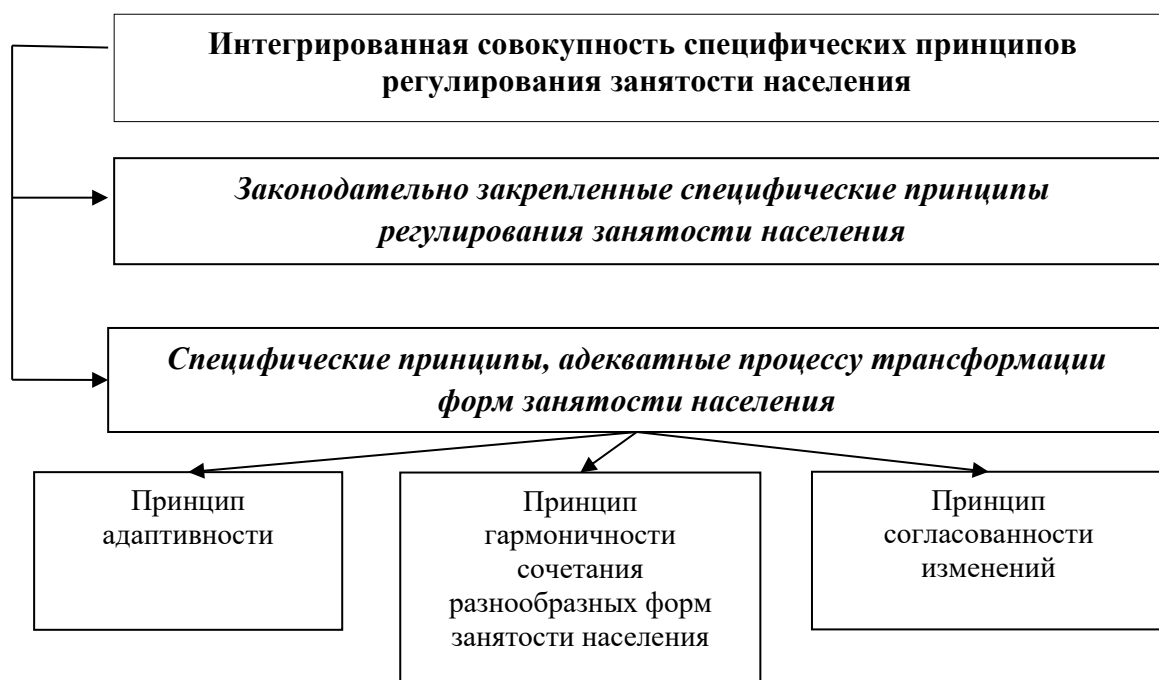 Интегрированная совокупность специфических принципов
регулирования занятости населения
Законодательно закрепленные специфические принципы
регулирования занятости населения
Специфические принципы, адекватные процессу трансформации
форм занятости населения
Принцип
адаптивности
Принцип
гармоничности
сочетания
разнообразных форм
занятости населения
Принцип
согласованности
изменений